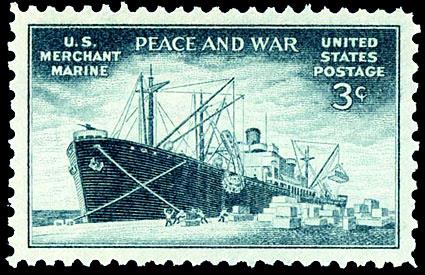 U.S.
MERCHANT
MARINE
PEACE AND WAR
UNITED
STATES
POSTAGE
3¢